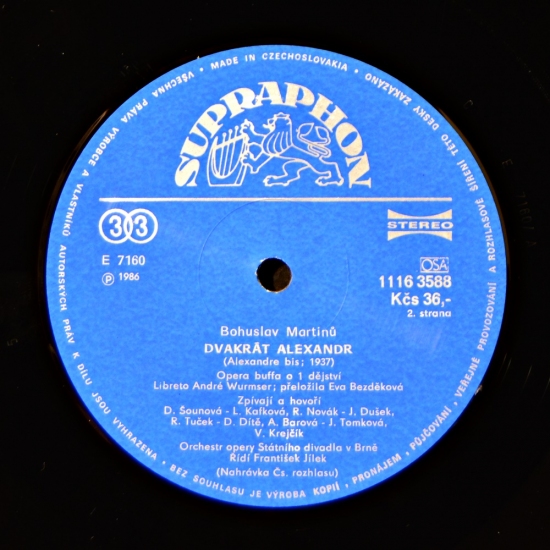 VŠECHNA PRÁVA VÝROBCE A VLASTNÍKŮ AUTORSKÝCH PRÁV K DÍLU JSOU VYHRAZENA • BEZ SOUHLASU JE VÝROBA KOPIÍ, PRONÁJEM, PŮJČOVÁNÍ, VEŘEJNÉ PROVOZOVÁNÍ A ROZHLASOVÉ ŠÍŘENÍ TÉTO DESKY ZAKÁZÁNO • MADE IN CZECHOSLOVAKIA •
SUPRAPHON
33
STEREO
E 7160
OSA
Ⓟ 1986
1116 3588
Kčs 36,-
2. strana
Bohuslav Martinů
DVAKRÁT ALEXANDR
(Alexandre bis; 1937)
Opera buffa o 1 dějství
Libreto André Wurmser; přeložila Eva Bezděková
Zpívají a hovoří
D. Šounová - L. Kafková, R. Novák - J. Dušek,
R. Tuček - D. Dítě, A. Barová - J. Tomková,
V. Krejčík
Orchestr opery Státního divadla v Brně
Řídí František Jílek
(Nahrávka Čs. rozhlasu)